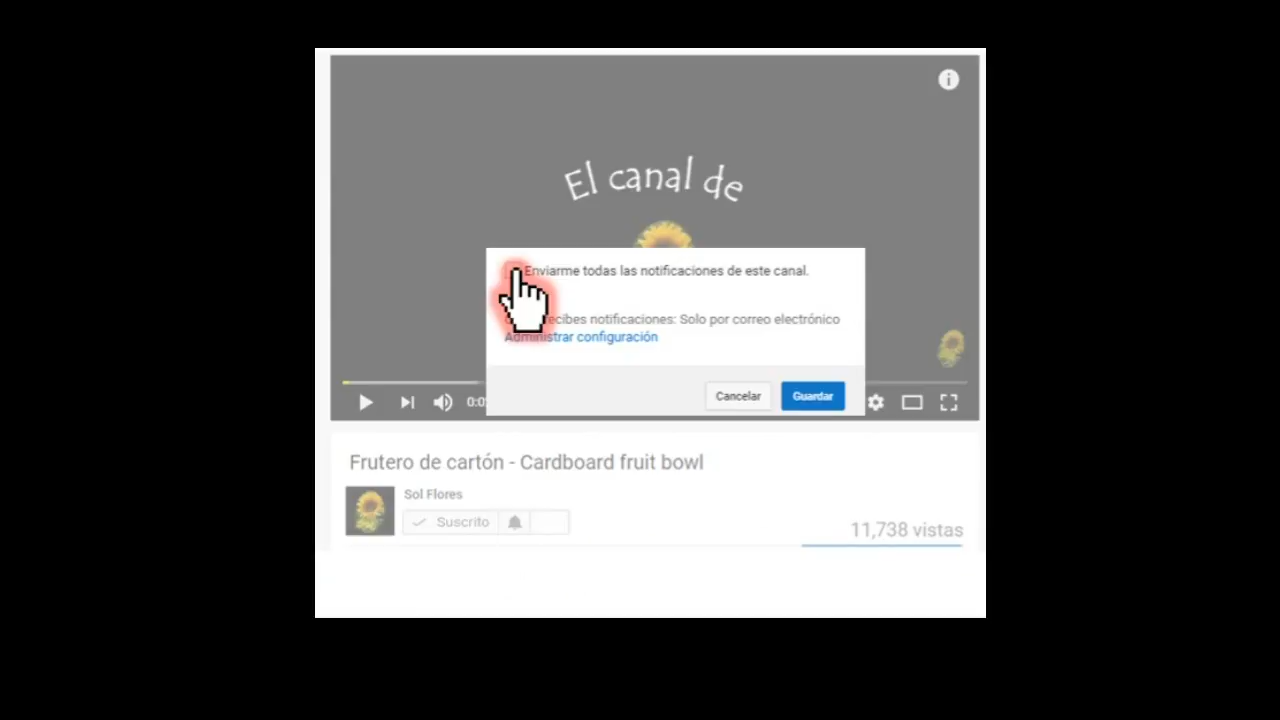 El canal de
Enviarme todas las notificaciones de este canal.
recibes notificaciones: Solo por correo electrónico
Administrar configuración
Cancelar
Guardar
Frutero de cartón - Cardboard fruit bowl
Sol Flores
Suscrito
11,738 vistas